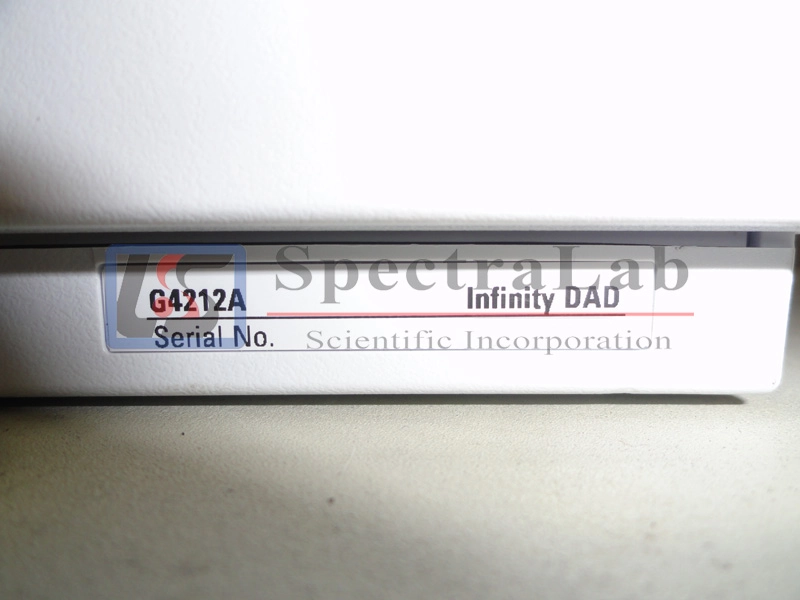 SpectraLab
G4212A Infinity DAD
Serial No.
Scientific Incorporation